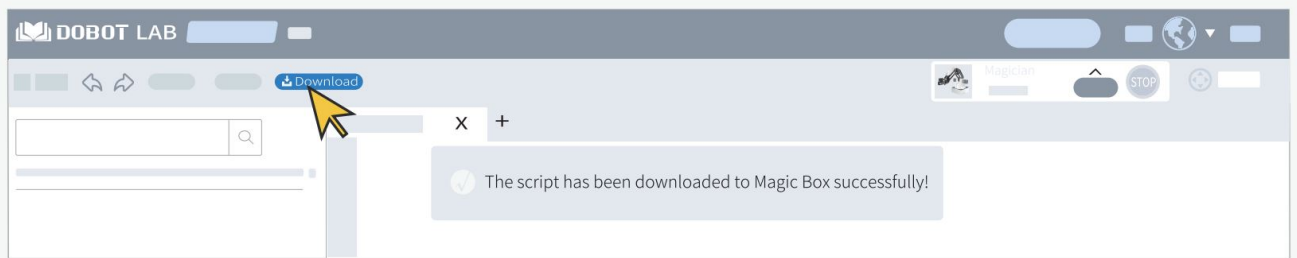 DOBOT LAB
Download
Magician
STOP
X +
The script has been downloaded to Magic Box successfully!